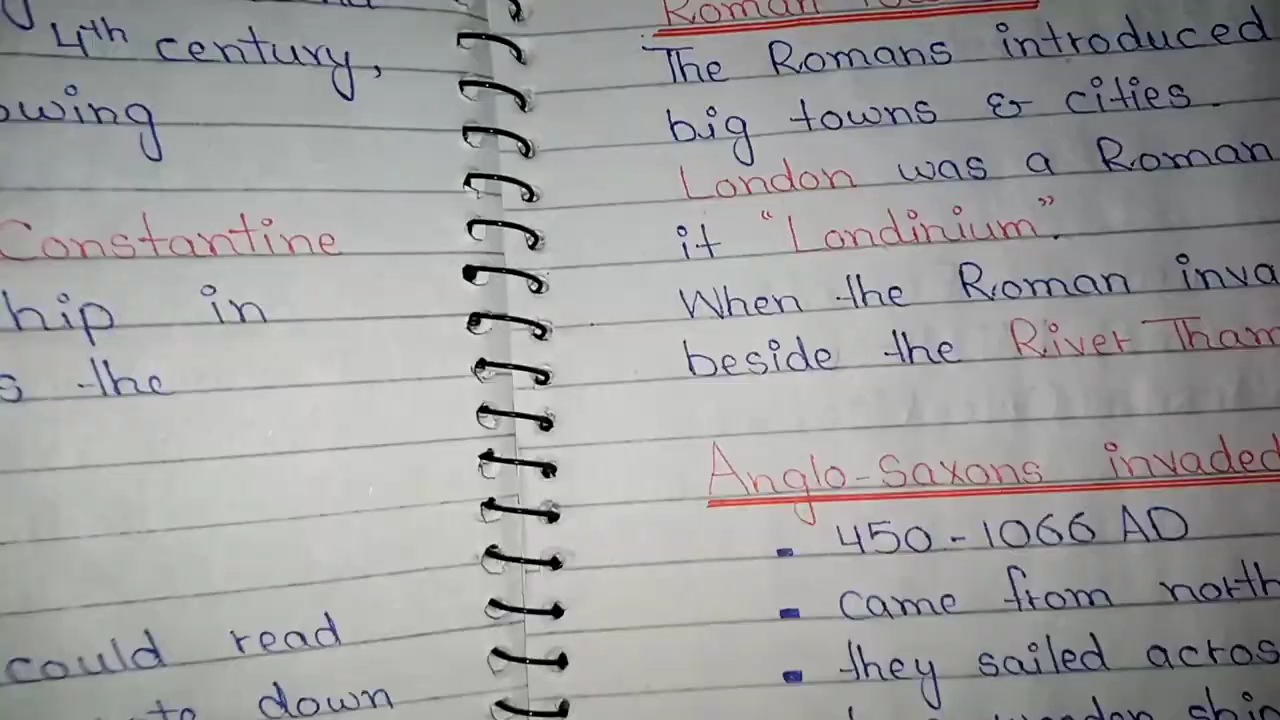 4th century,
owing
Constantine
hip in
s the
could read
down
Roman
The Romans introduced
big towns & cities.
London was a Roman
it "Londinium".
When the Roman inva
beside the River Tham
Anglo-Saxons invaded
450-1066 AD
came from north
they sailed acros